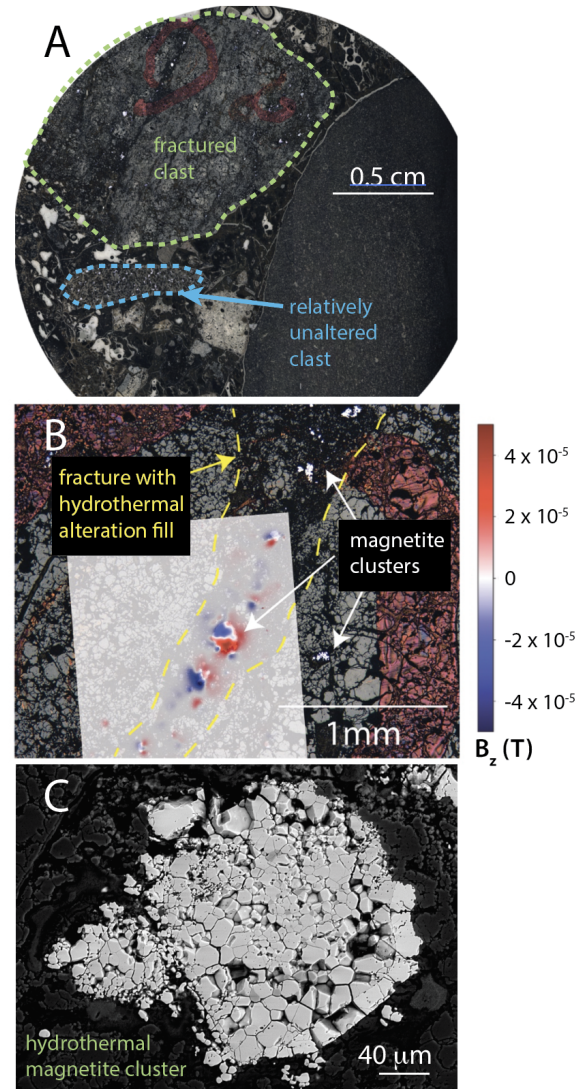 A
fractured
clast
0.5 cm
relatively
unaltered
clast
B
fracture with
hydrothermal
alteration fill
magnetite
clusters
1mm
4 x 10-5
2 x 10-5
0
-2 x 10-5
-4 x 10-5
Bz (T)
C
hydrothermal
magnetite cluster
40 μm